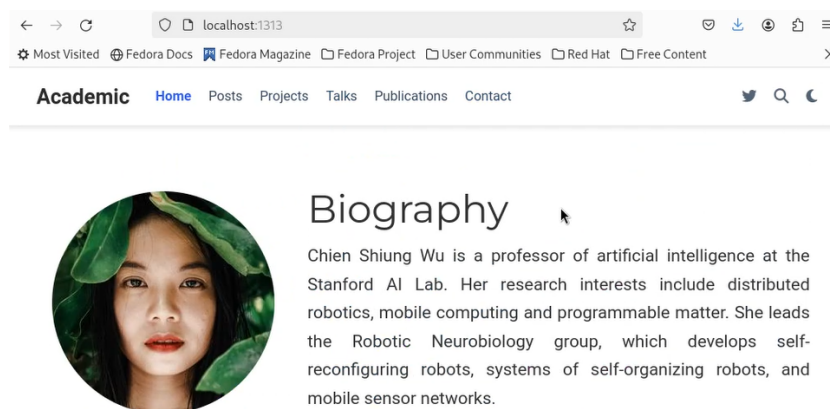 localhost:1313
Most Visited Fedora Docs Fedora Magazine Fedora Project User Communities Red Hat Free Content
Academic Home Posts Projects Talks Publications Contact
Biography
Chien Shiung Wu is a professor of artificial intelligence at the
Stanford AI Lab. Her research interests include distributed
robotics, mobile computing and programmable matter. She leads
the Robotic Neurobiology group, which develops self-
reconfiguring robots, systems of self-organizing robots, and
mobile sensor networks.